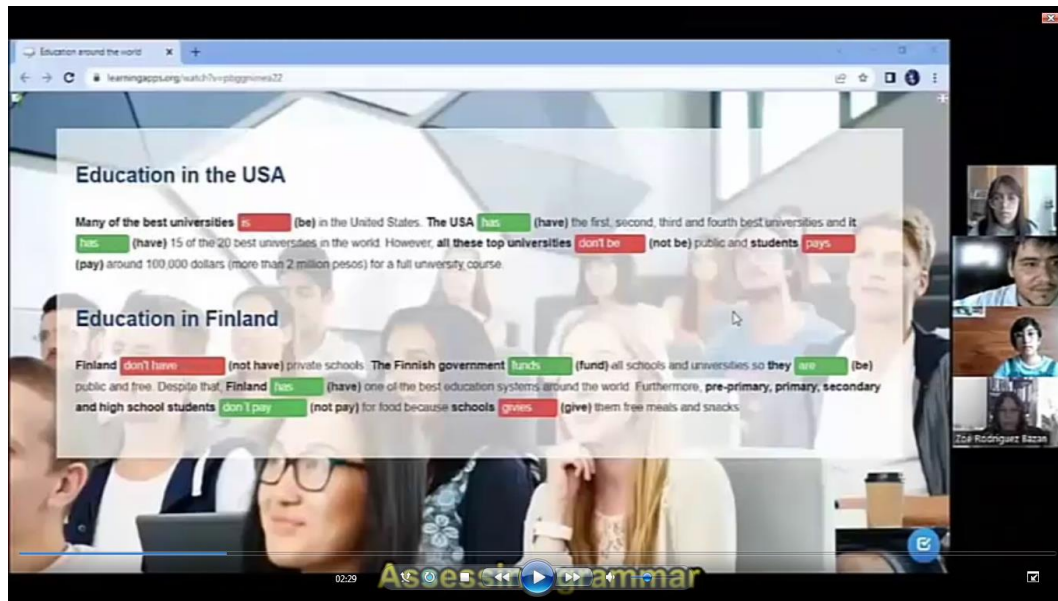 Education around the world
learningapps.org/watch?v=pbggnimea22
Education in the USA
Many of the best universities is (be) in the United States. The USA has (have) the first, second, third and fourth best universities and it
has (have) 15 of the 20 best universities in the world. However, all these top universities don't be (not be) public and students pays
(pay) around 100,000 dollars (more than 2 million pesos) for a full university course.
Education in Finland
Finland don't have (not have) private schools. The Finnish government funds (fund) all schools and universities so they are (be)
public and free. Despite that, Finland has (have) one of the best education systems around the world. Furthermore, pre-primary, primary, secondary
and high school students don't pay (not pay) for food because schools givies (give) them free meals and snacks
Zoé Rodriguez Bazan
02:29
Assessing grammar